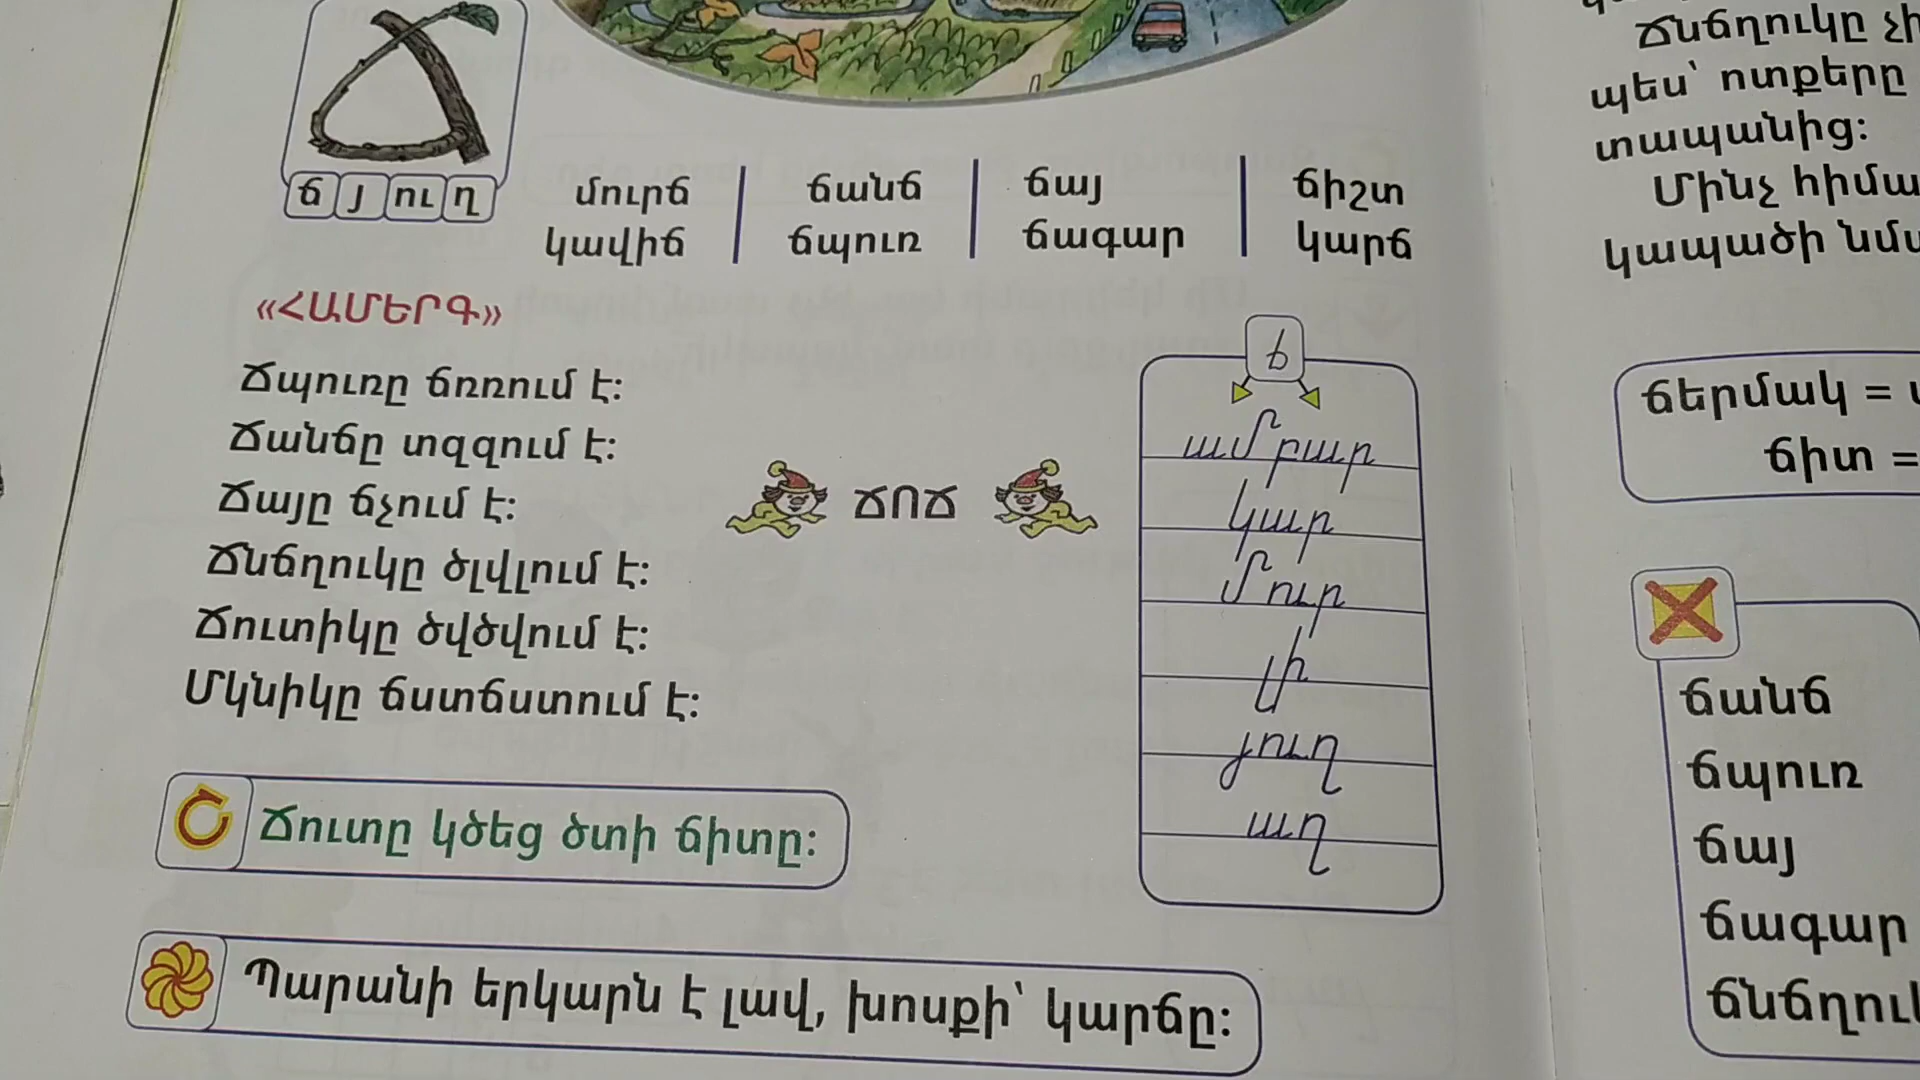 ճ յ ու ղ
մուրճ ճանճ ճայ ճիշտ
կավիճ ճպուռ ճագար կարճ
«ՀԱՄԵՐԳ»
Ճպուռը ճռռում է:
Ճանճը տզզում է:
Ճայը ճչում է:
Ճնճղուկը ծլվլում է:
Ճուտիկը ծվծվում է:
Մկնիկը ճստճստում է:
ՃՈՃ
ճ
ամբար
կար
մուր
լի
յուղ
աղ
Ճուտը կծեց ծտի ճիտը:
Պարանի երկարն է լավ, խոսքի՝ կարճը:
Ճնճղուկը
պես՝ ոտքերը
տապանից:
Մինչ հիմա
կապածի
ճերմակ =
ճիտ =
ճանճ
ճպուռ
ճայ
ճագար